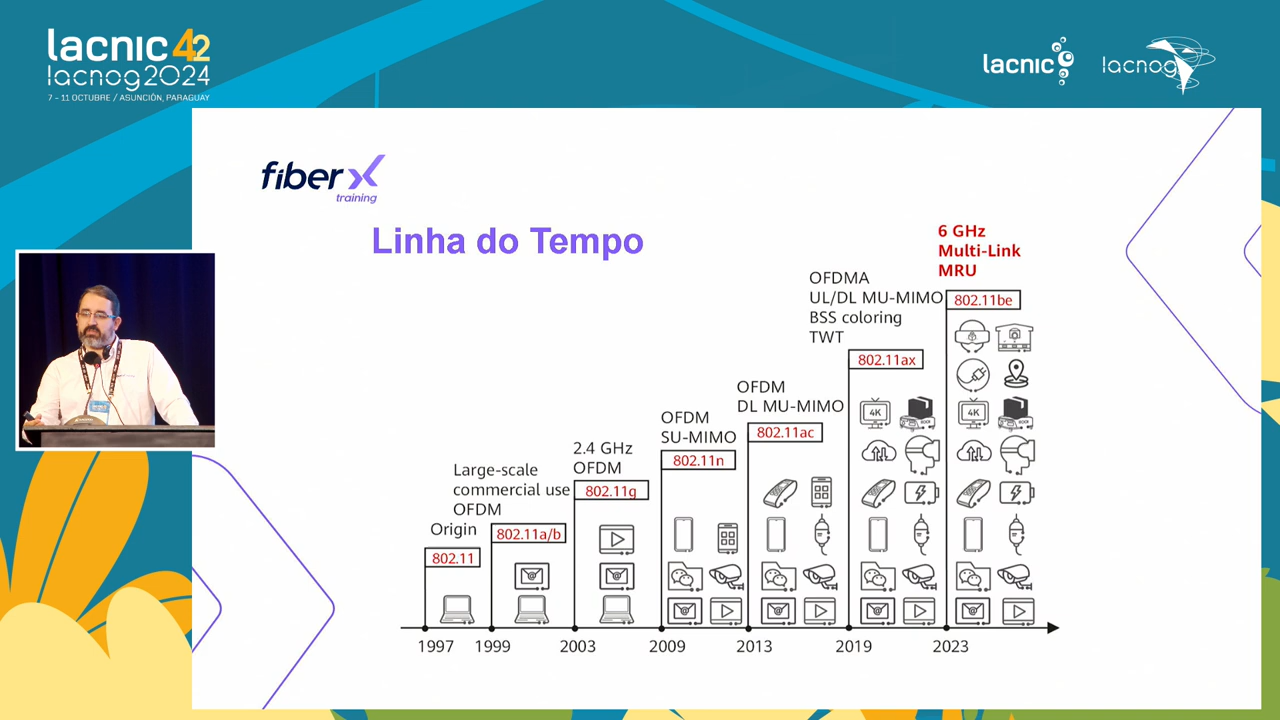 lacnic 42
lacnog2024
7 - 11 OCTUBRE / ASUNCIÓN, PARAGUAY
lacnic
lacnog
fiberx
training
Linha do Tempo
Origin
802.11
Large-scale
commercial use
OFDM
802.11a/b
2.4 GHz
OFDM
802.11g
OFDM
SU-MIMO
802.11n
OFDM
DL MU-MIMO
802.11ac
OFDMA
UL/DL MU-MIMO
BSS coloring
TWT
802.11ax
6 GHz
Multi-Link
MRU
802.11be
4K
4K
1997 1999 2003 2009 2013 2019 2023